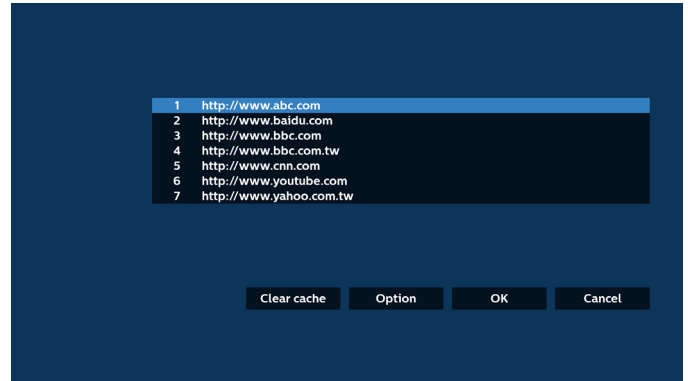 1 http://www.abc.com
2 http://www.baidu.com
3 http://www.bbc.com
4 http://www.bbc.com.tw
5 http://www.cnn.com
6 http://www.youtube.com
7 http://www.yahoo.com.tw
Clear cache Option OK Cancel